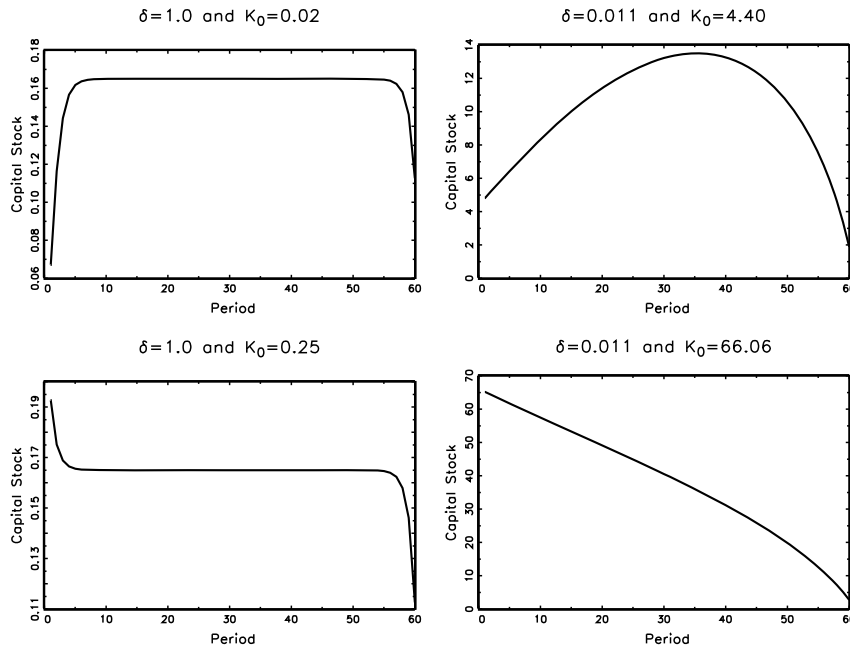 δ=1.0 and K0=0.02
Capital Stock
0.18
0.16
0.14
0.12
0.10
0.08
0.06
0 10 20 30 40 50 60
Period
δ=0.011 and K0=4.40
Capital Stock
14
12
10
8
6
4
2
0
0 10 20 30 40 50 60
Period
δ=1.0 and K0=0.25
Capital Stock
0.19
0.17
0.15
0.13
0.11
0 10 20 30 40 50 60
Period
δ=0.011 and K0=66.06
Capital Stock
70
60
50
40
30
20
10
0
0 10 20 30 40 50 60
Period